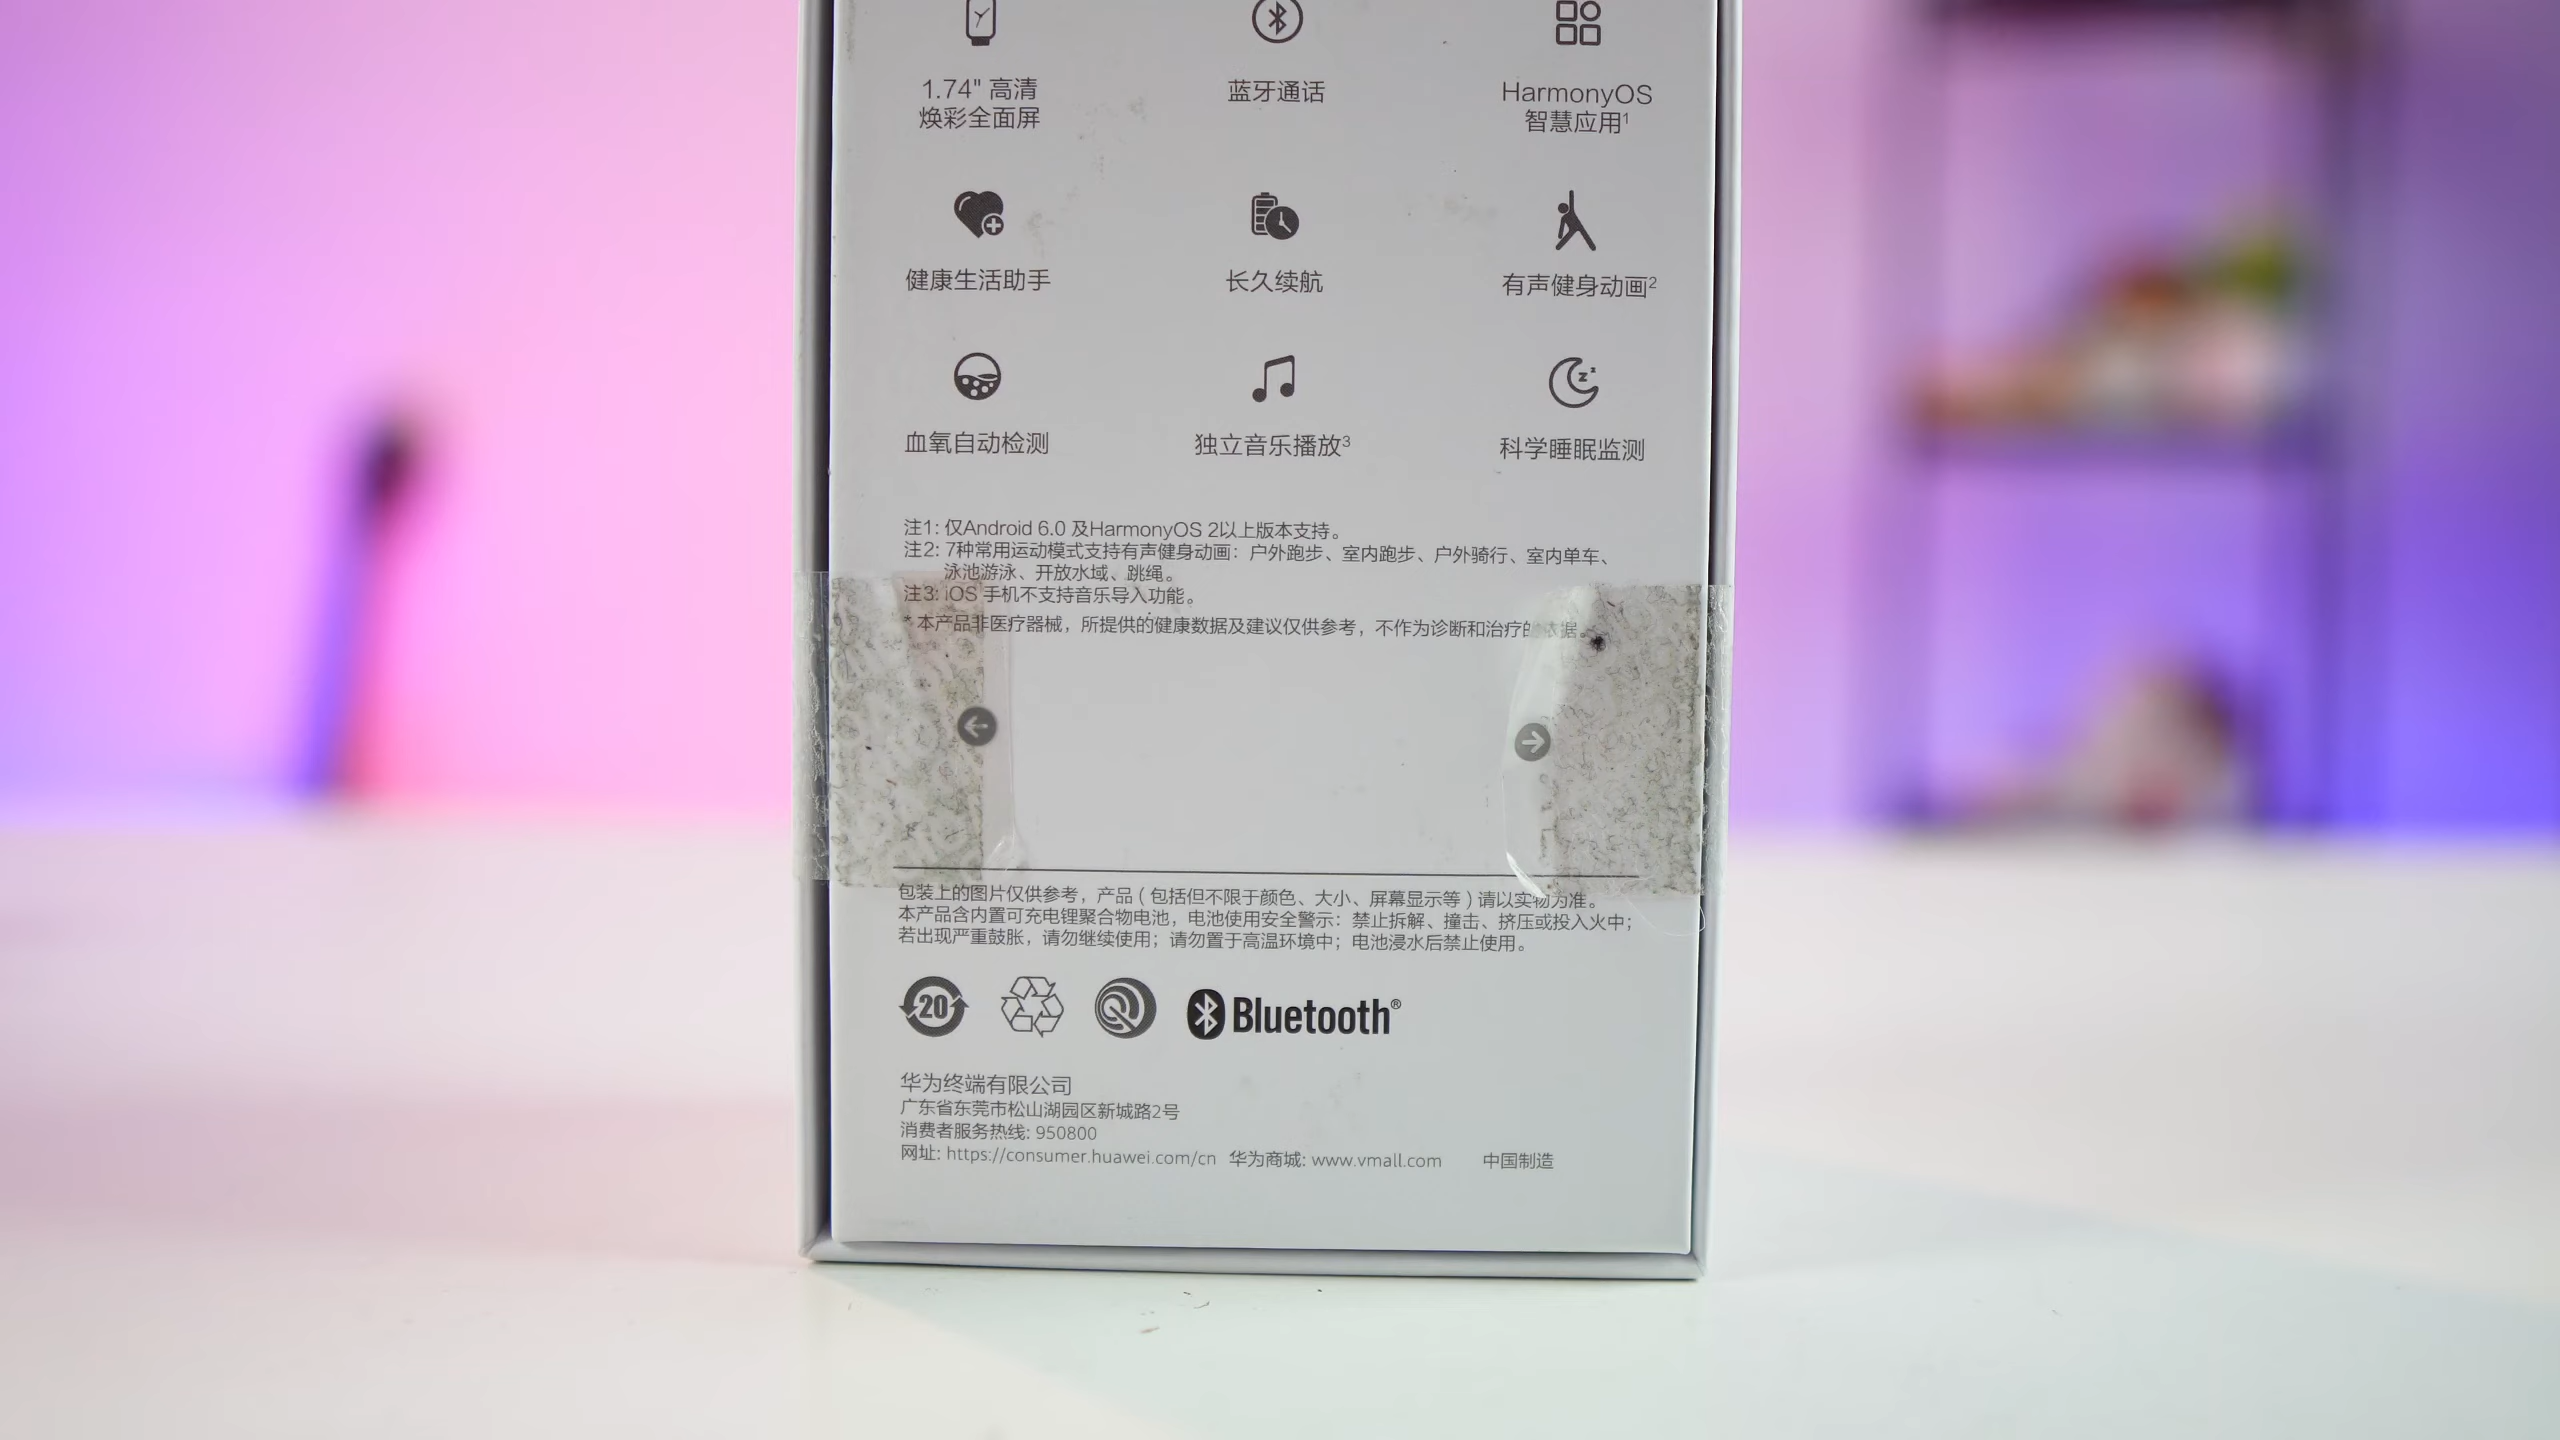 1.74" 高清
焕彩全面屏
蓝牙通话
HarmonyOS
智慧应用¹
健康生活助手
长久续航
有声健身动画²
血氧自动检测
独立音乐播放³
科学睡眠监测
注1: 仅Android 6.0 及HarmonyOS 2以上版本支持。
注2: 7种常用运动模式支持有声健身动画：户外跑步、室内跑步、户外骑行、室内单车、
泳池游泳、开放水域、跳绳。
注3: iOS 手机不支持音乐导入功能。
* 本产品非医疗器械，所提供的健康数据及建议仅供参考，不作为诊断和治疗的依据。
包装上的图片仅供参考，产品（包括但不限于颜色、大小、屏幕显示等）请以实物为准。
本产品含内置可充电锂聚合物电池，电池使用安全警示：禁止拆解、撞击、挤压或投入火中；
若出现严重鼓胀，请勿继续使用；请勿置于高温环境中；电池浸水后禁止使用。
20
Bluetooth®
华为终端有限公司
广东省东莞市松山湖园区新城路2号
消费者服务热线: 950800
网址: https://consumer.huawei.com/cn 华为商城: www.vmall.com 中国制造